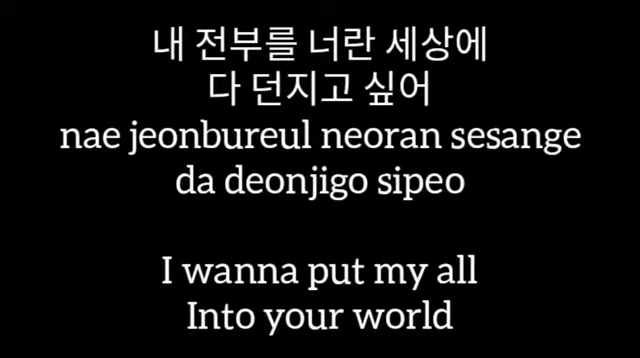 내 전부를 너란 세상에
다 던지고 싶어
nae jeonbureul neoran sesange
da deonjigo sipeo
I wanna put my all
Into your world